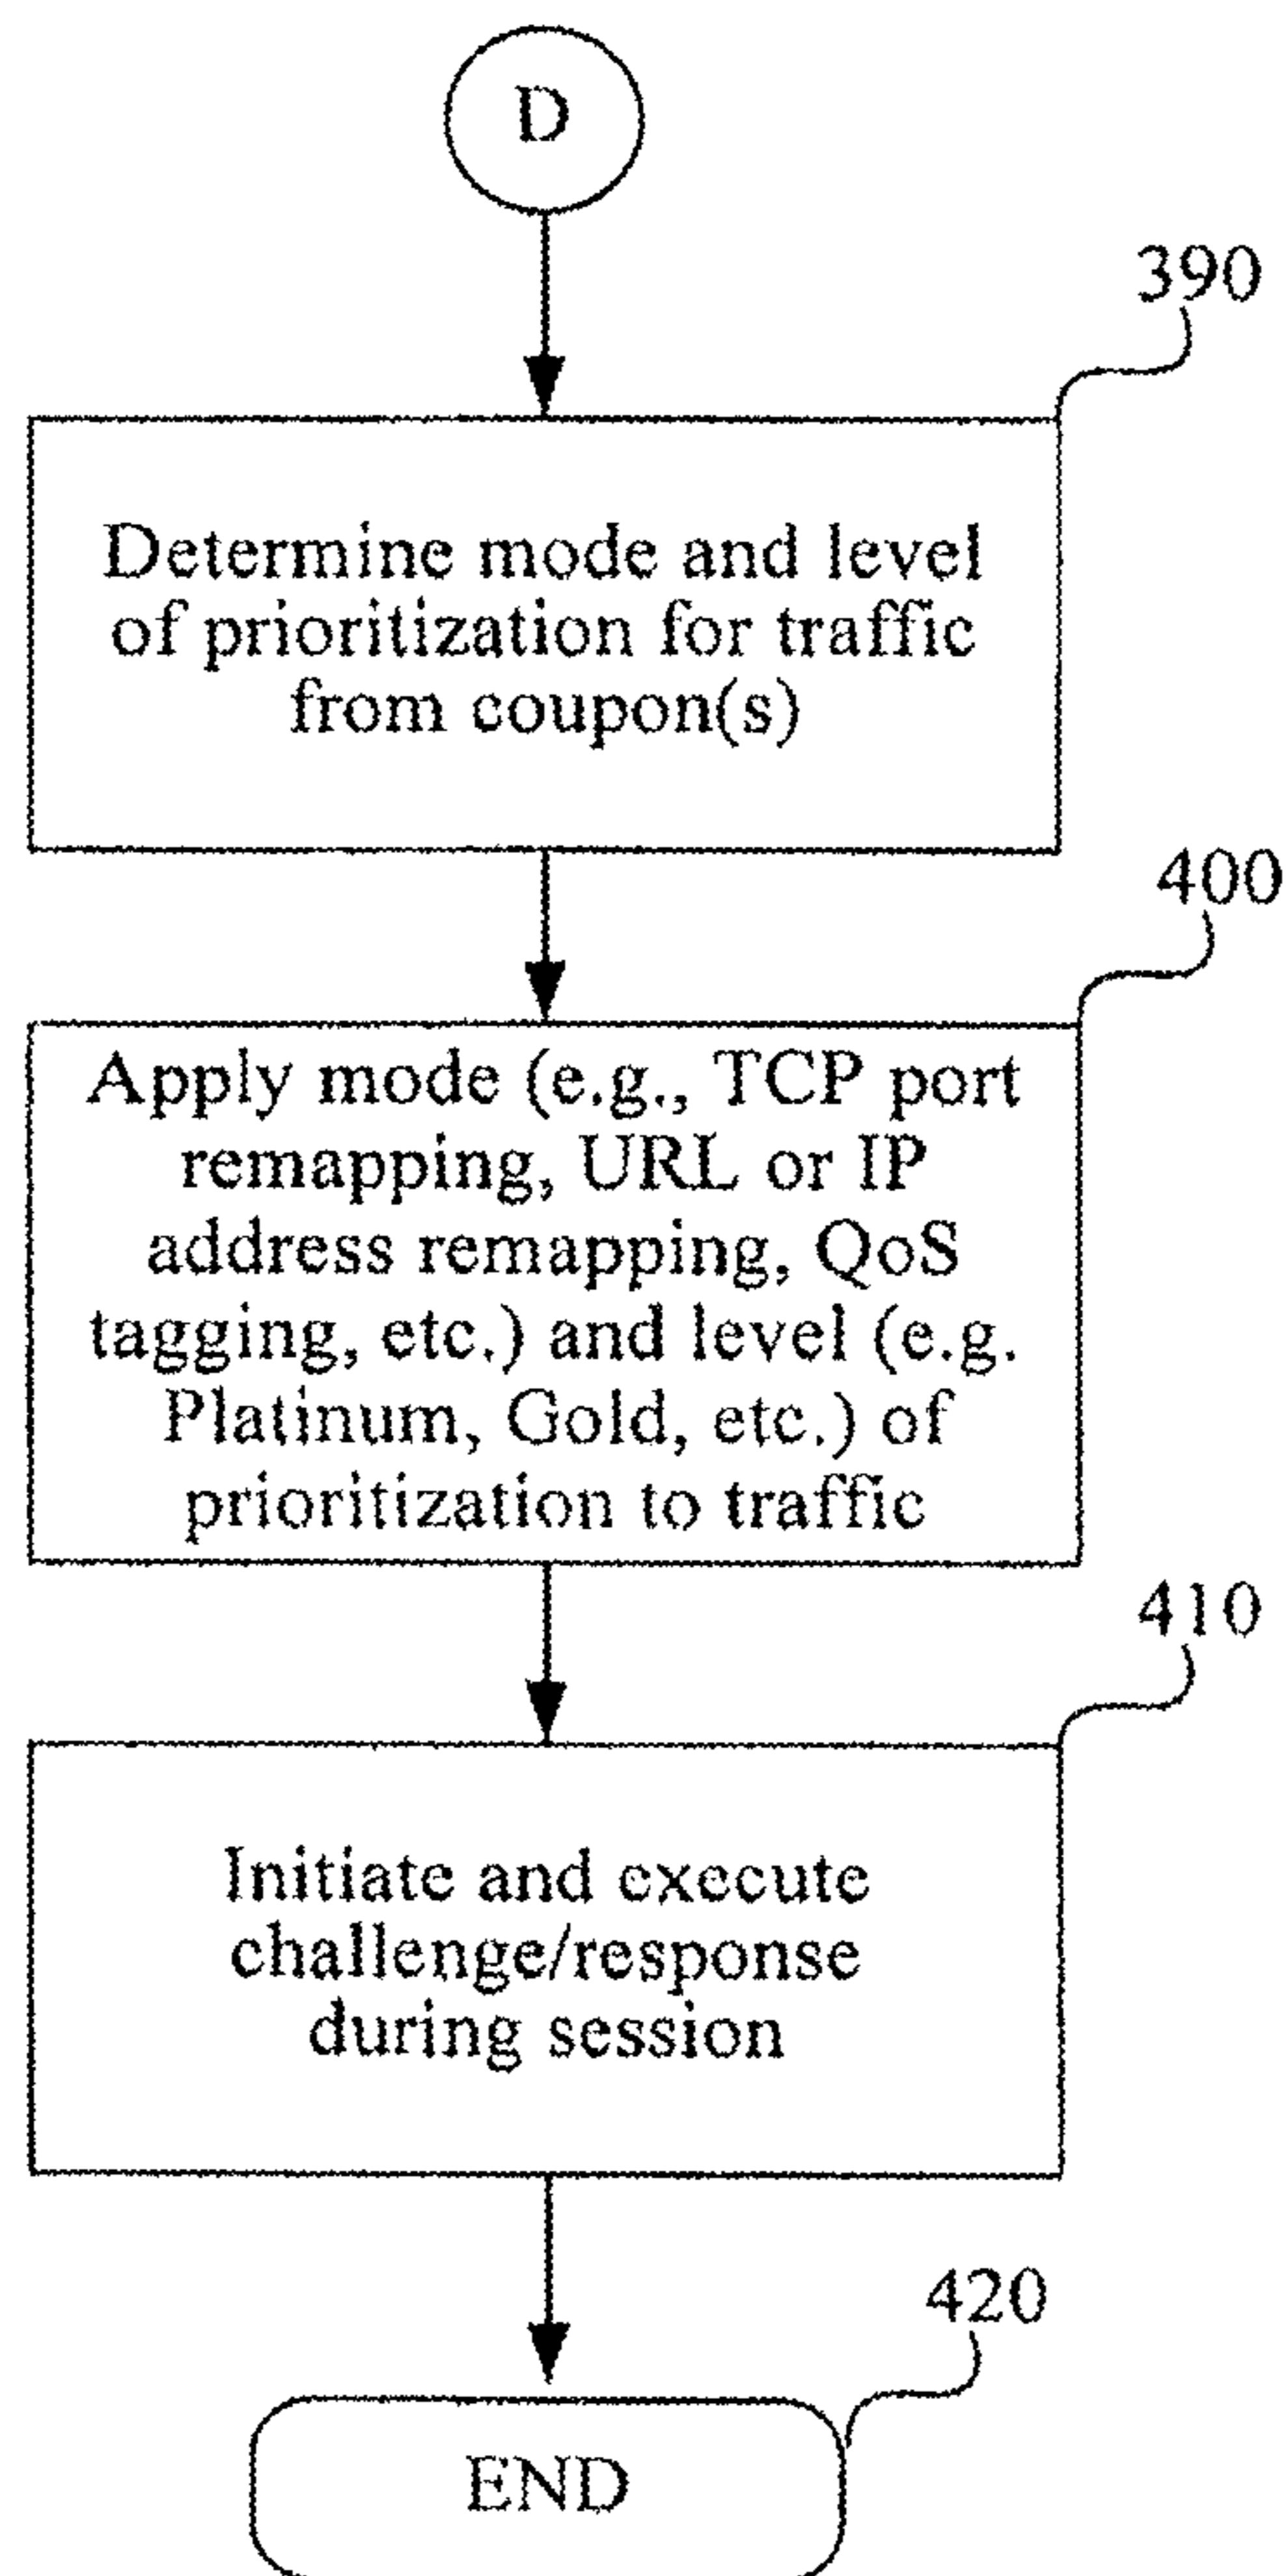 D
390
Determine mode and level
of prioritization for traffic
from coupon(s)
400
Apply mode (e.g., TCP port
remapping, URL or IP
address remapping, QoS
tagging, etc.) and level (e.g.
Platinum, Gold, etc.) of
prioritization to traffic
410
Initiate and execute
challenge/response
during session
420
END